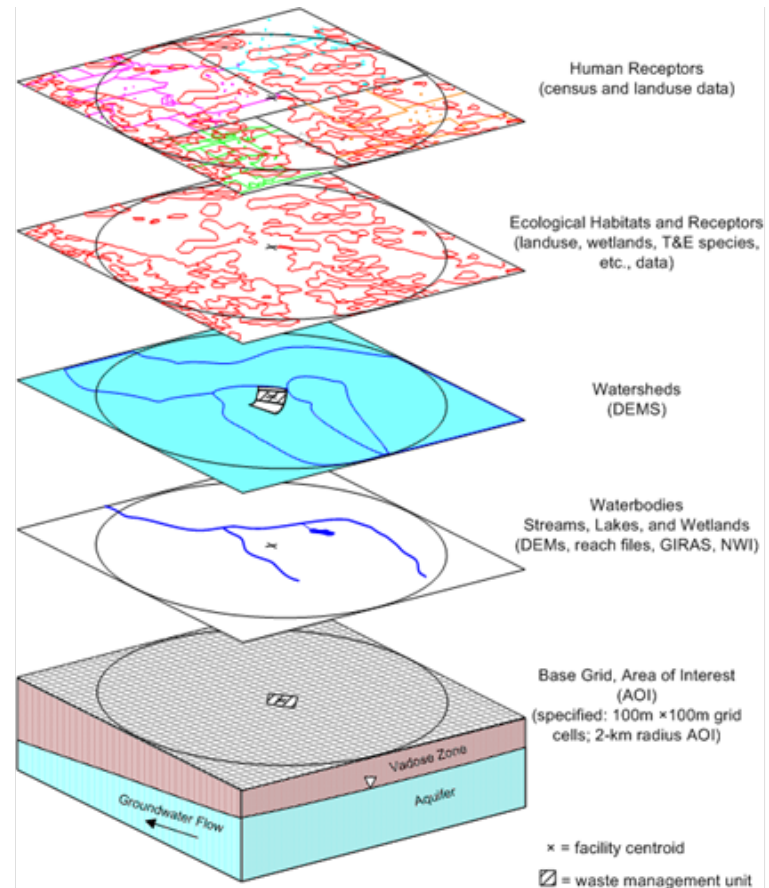 Human Receptors
(census and landuse data)
Ecological Habitats and Receptors
(landuse, wetlands, T&E species,
etc., data)
Watersheds
(DEMS)
Waterbodies
Streams, Lakes, and Wetlands
(DEMs, reach files, GIRAS, NWI)
Base Grid, Area of Interest
(AOI)
(specified: 100m ×100m grid
cells; 2-km radius AOI)
Vadose Zone
Aquifer
Groundwater Flow
× = facility centroid
= waste management unit